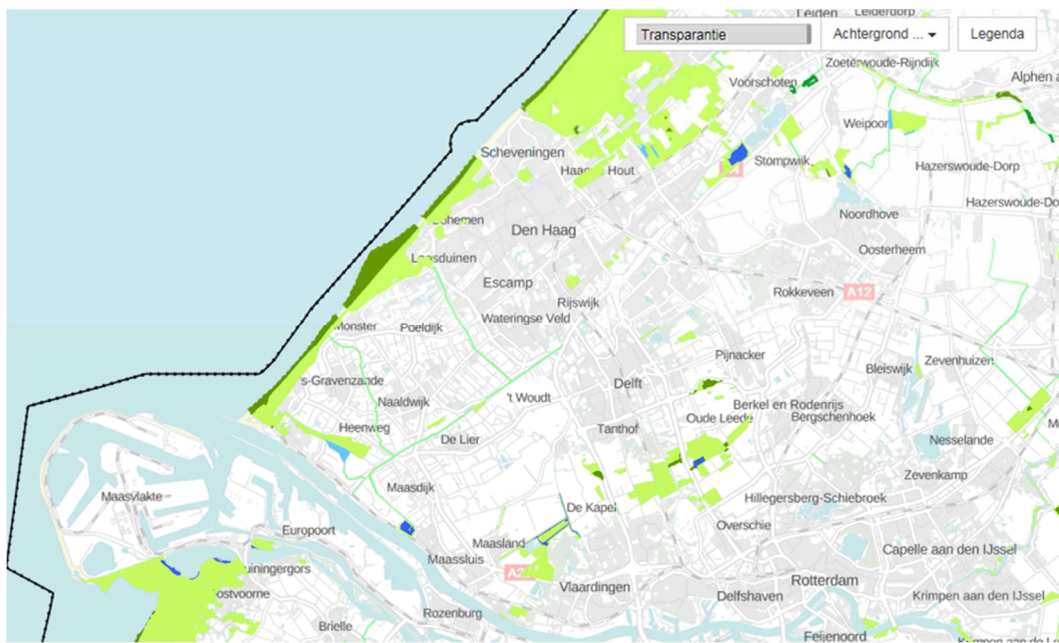 Leiden
Leiderdorp
Transparantie
Achtergrond ...
Legenda
Zoeterwoude-Rijndijk
Voorschoten
Alphen a
Weipoor
Scheveningen
Stompwijk
Hazerswoude-Dorp
Hazerswoude-Do
Noordhove
Den Haag
Oosterheem
Escamp
Rijswijk
Rokkeveen
A12
Monster
Poeldijk
Wateringse Veld
Pijnacker
Zevenhuizen
Bleiswijk
's-Gravenzande
Delft
Naaldwijk
't Woudt
Berkel en Rodenrijs
Oude Leede
Bergschenhoek
Heenweg
Tanthof
De Lier
Nesselande
Zevenkamp
Maasdijk
Maasvlakte
Hillegersberg-Schiebroek
De Kapel
Europoort
Overschie
Maasland
Capelle aan den IJssel
Maassluis
Vlaardingen
Rotterdam
Delfshaven
Krimpen aan den IJssel
Rozenburg
Brielle
Feijenoord